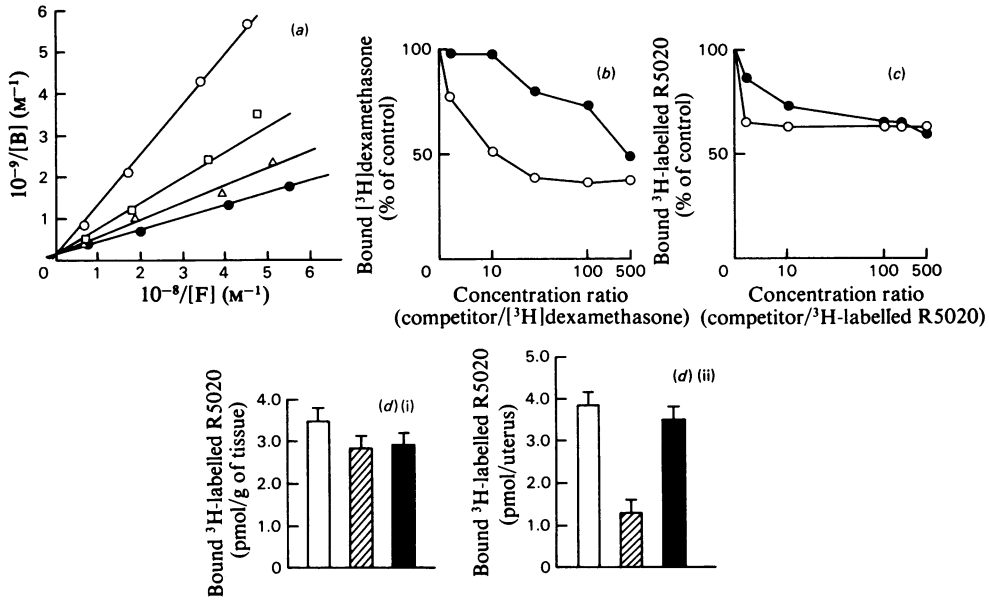 (a)
10⁻⁹/[B] (M⁻¹)
6
5
4
3
2
1
0
1 2 3 4 5 6
10⁻⁸/[F] (M⁻¹)
(b)
Bound [³H]dexamethasone
(% of control)
100
50
0
10 100 500
Concentration ratio
(competitor/[³H]dexamethasone)
(c)
Bound ³H-labelled R5020
(% of control)
100
50
0
10 100 500
Concentration ratio
(competitor/³H-labelled R5020)
(d) (i)
Bound ³H-labelled R5020
(pmol/g of tissue)
4.0
3.0
2.0
1.0
0
(d) (ii)
Bound ³H-labelled R5020
(pmol/uterus)
5.0
4.0
3.0
2.0
1.0
0